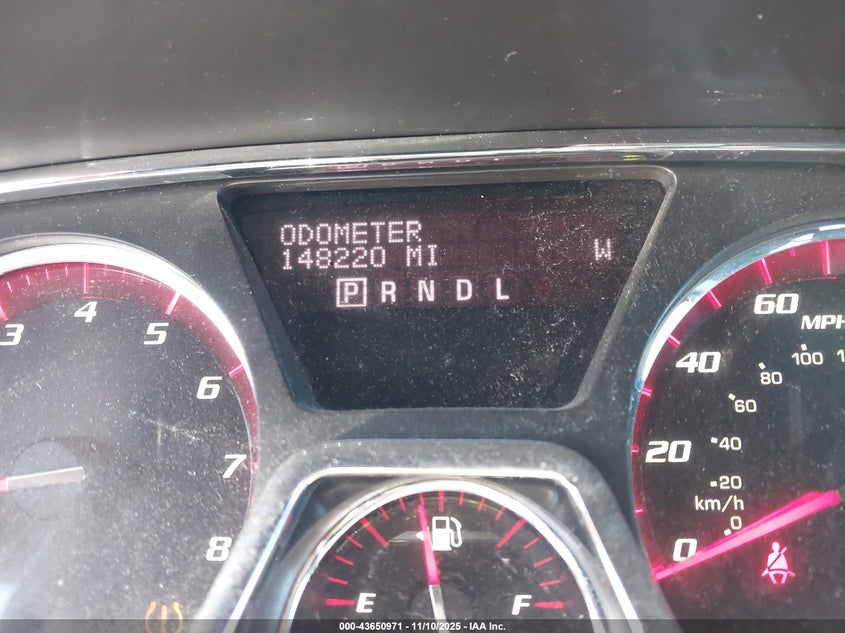 ODOMETER
148220 MI W
P R N D L
3 4 5 6 7 8
60 MPH
40 100
80
60
20 40
20
km/h
0 0
E F
000-43650971 - 11/10/2025 - IAA Inc.